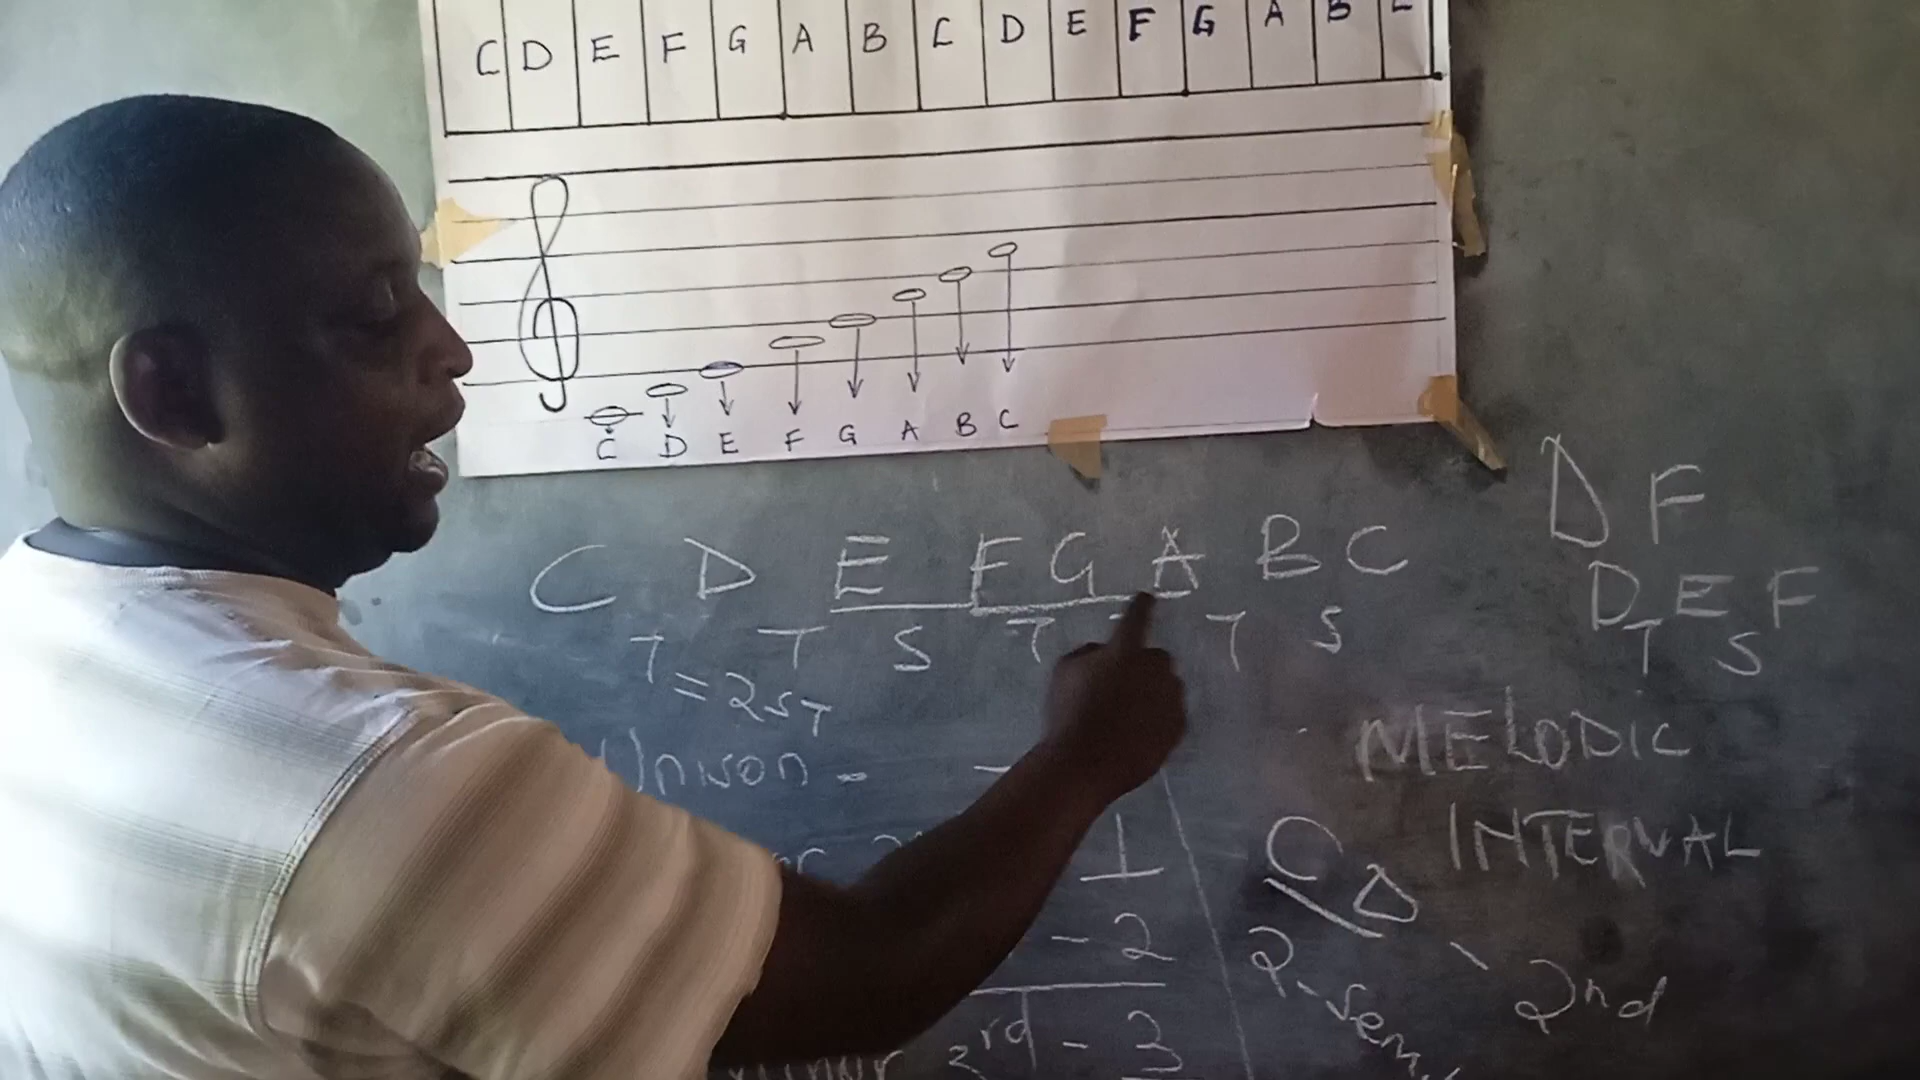 C D E F G A B C D E F G A B C
C D E F G A B C
C D E F G A B C
T T S T T S
T = 2ST
Unison -
1
- 2
3rd - 3
D F
D E F
T S
MELODIC
INTERVAL
C D
2nd